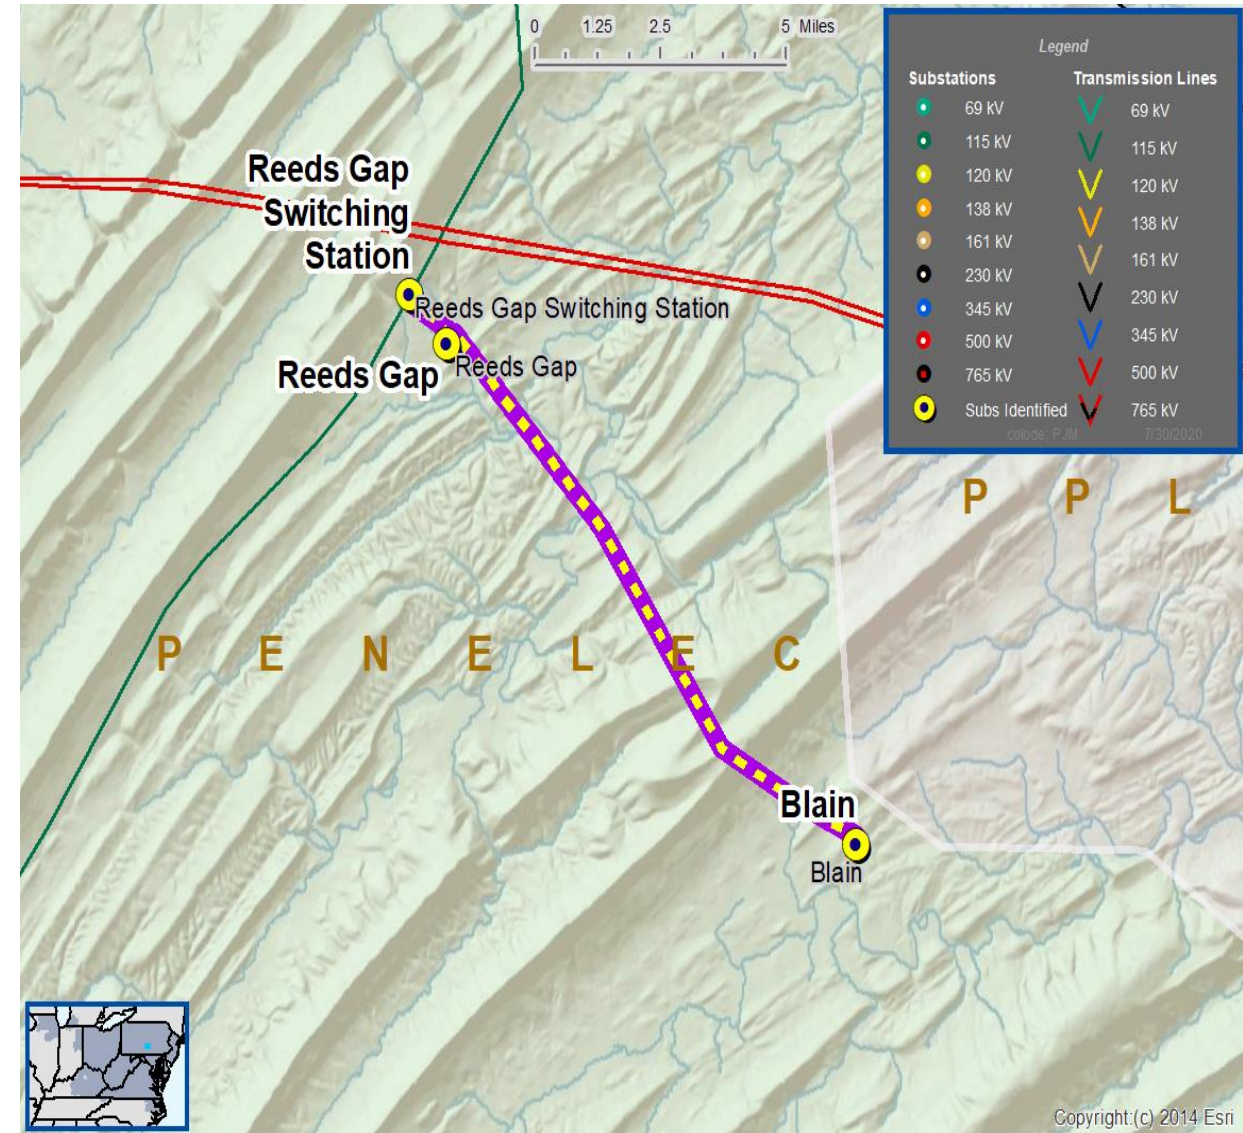 0 1.25 2.5 5 Miles
Legend
Substations Transmission Lines
69 kV 69 kV
115 kV 115 kV
120 kV 120 kV
138 kV 138 kV
161 kV 161 kV
230 kV 230 kV
345 kV 345 kV
500 kV 500 kV
765 kV 765 kV
Subs Identified
colode: PJM 7/30/2020
Reeds Gap
Switching
Station
Reeds Gap Switching Station
Reeds Gap
Reeds Gap
P P L
P E N E L E C
Blain
Blain
Copyright:(c) 2014 Esri